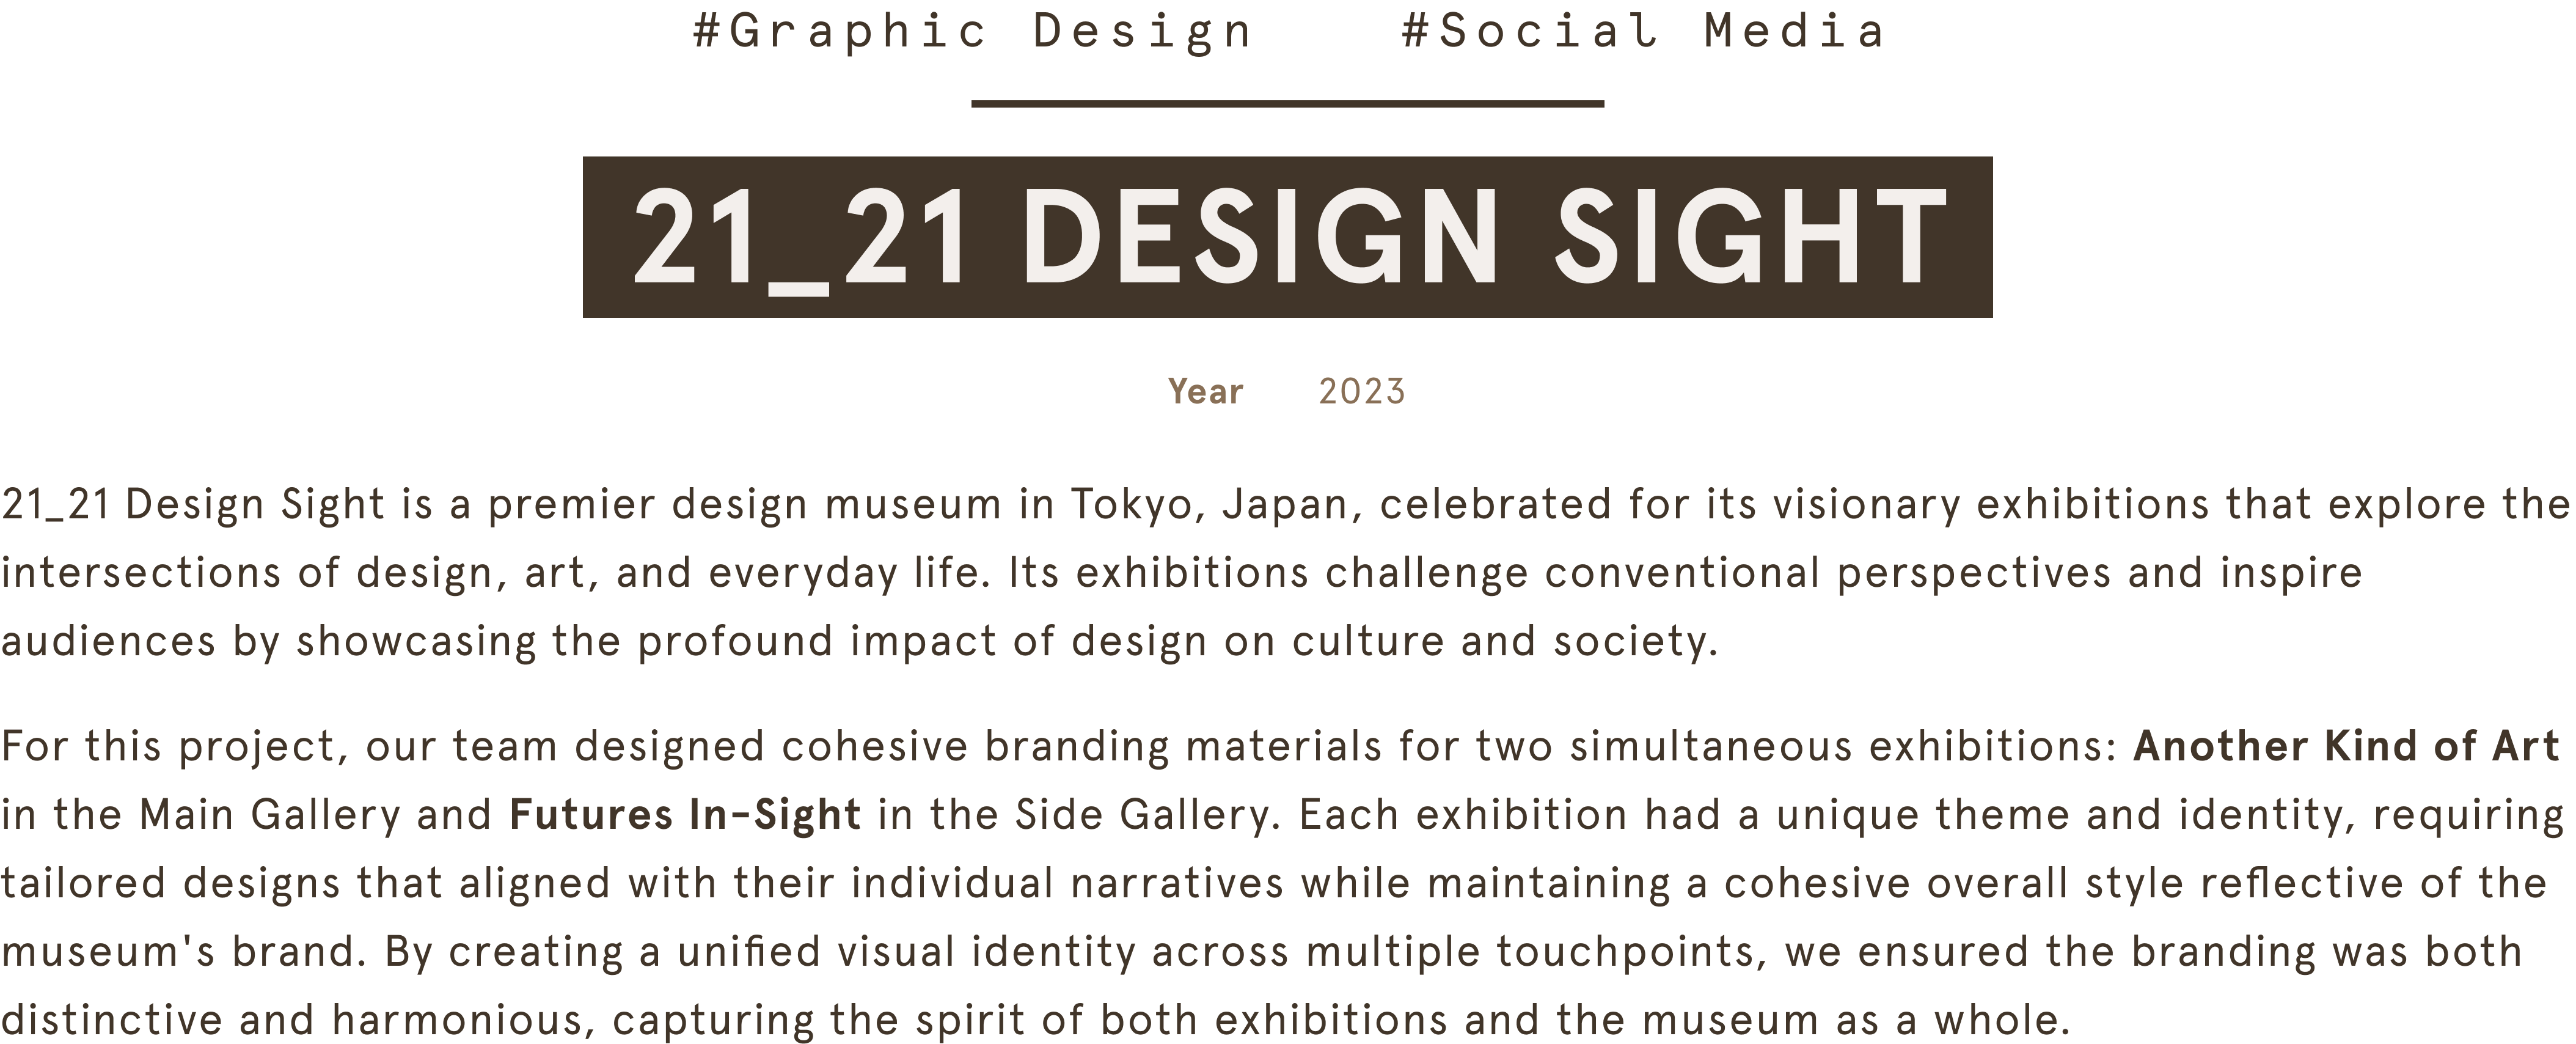 #Graphic Design #Social Media
21_21 DESIGN SIGHT
Year 2023
21_21 Design Sight is a premier design museum in Tokyo, Japan, celebrated for its visionary exhibitions that explore the
intersections of design, art, and everyday life. Its exhibitions challenge conventional perspectives and inspire
audiences by showcasing the profound impact of design on culture and society.
For this project, our team designed cohesive branding materials for two simultaneous exhibitions: Another Kind of Art
in the Main Gallery and Futures In-Sight in the Side Gallery. Each exhibition had a unique theme and identity, requiring
tailored designs that aligned with their individual narratives while maintaining a cohesive overall style reflective of the
museum's brand. By creating a unified visual identity across multiple touchpoints, we ensured the branding was both
distinctive and harmonious, capturing the spirit of both exhibitions and the museum as a whole.